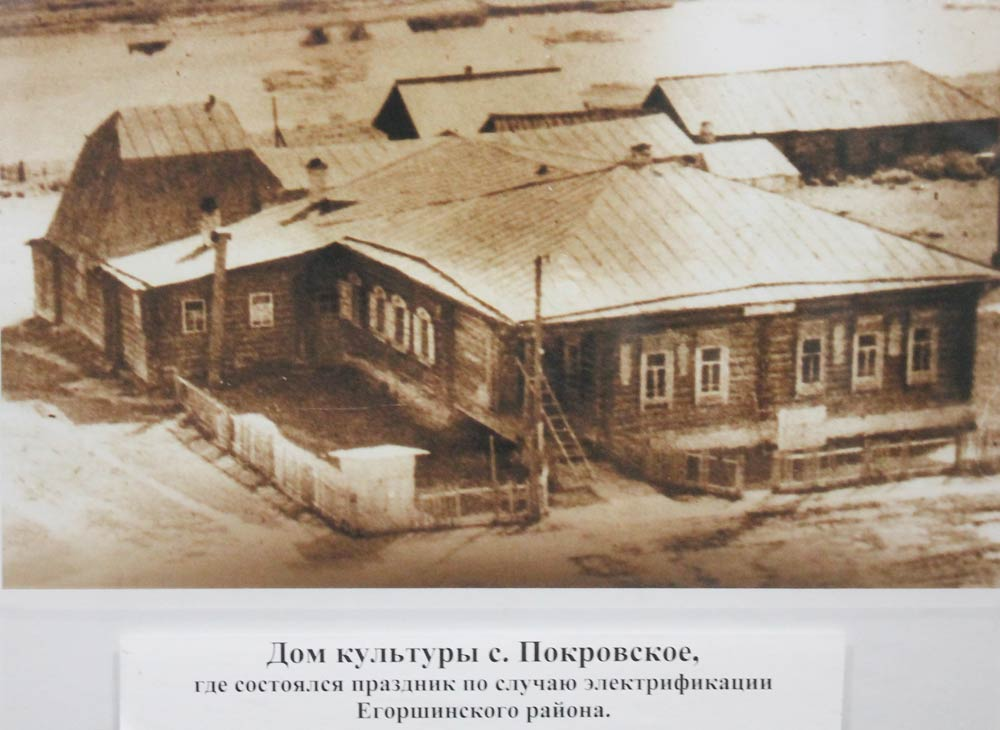 Дом культуры с. Покровское,
где состоялся праздник по случаю электрификации
Егоршинского района.